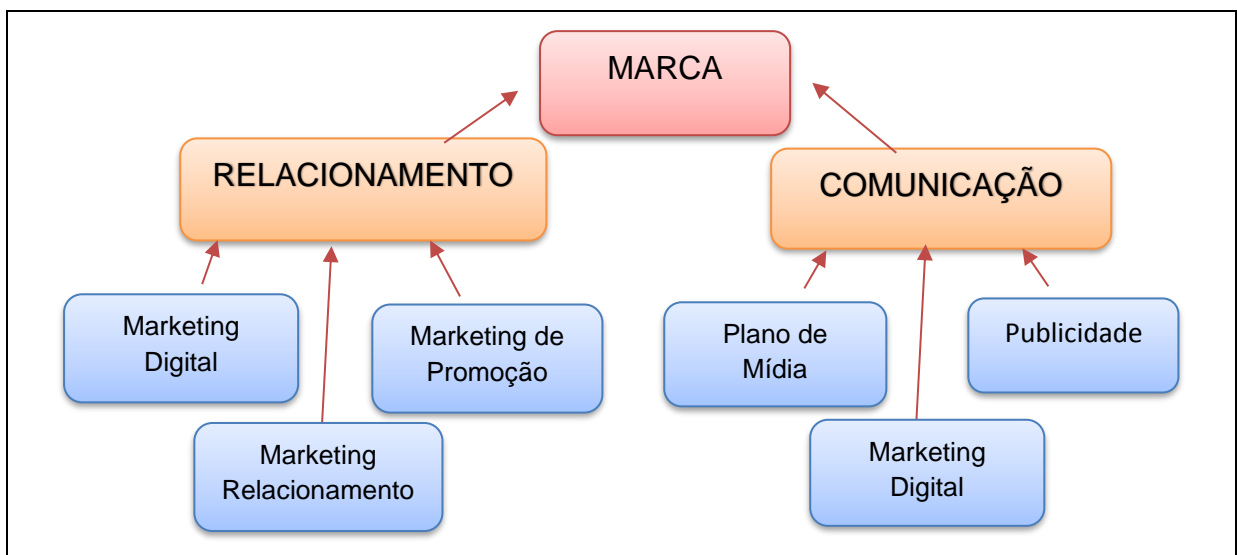 MARCA
RELACIONAMENTO
COMUNICAÇÃO
Marketing
Digital
Marketing de
Promoção
Plano de
Mídia
Publicidade
Marketing
Relacionamento
Marketing
Digital